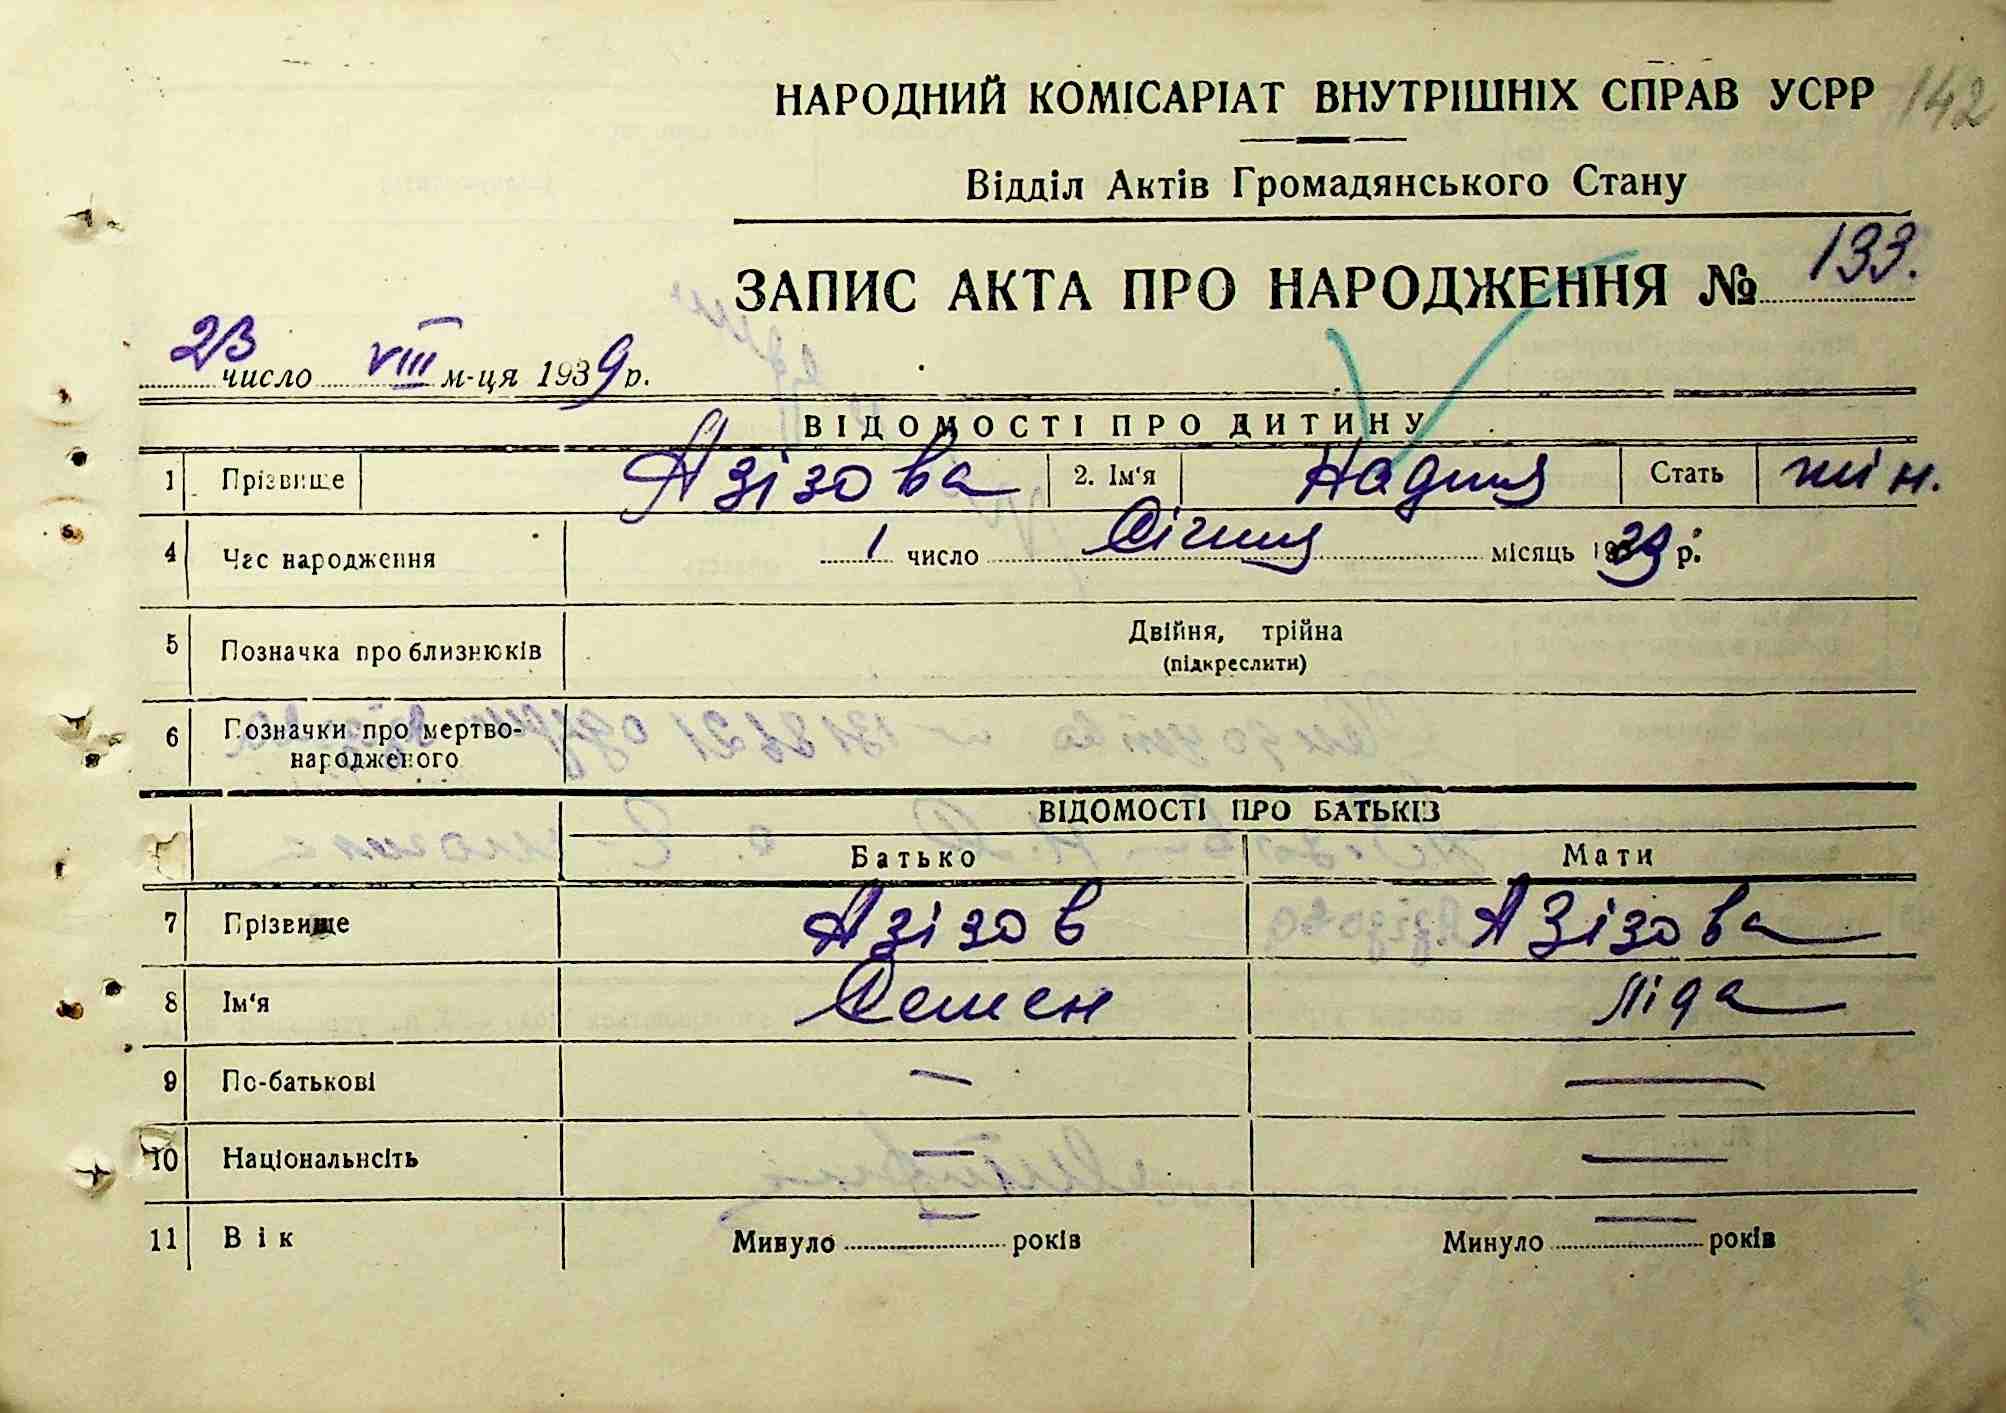 НАРОДНИЙ КОМІСАРІАТ ВНУТРІШНІХ СПРАВ УСРР 142
Відділ Актів Громадянського Стану
ЗАПИС АКТА ПРО НАРОДЖЕННЯ № 133.
23 число VIII м-ця 1939 р.
ВІДОМОСТІ ПРО ДИТИНУ
1 Прізвище Азізова 2. Ім'я Надия Стать жін.
4 Час народження 1 число Січня місяць 1939 р.
5 Позначка про близнюків Двійня, трійна
(підкреслити)
6 Позначки про мертво-
народженого
ВІДОМОСТІ ПРО БАТЬКІВ
Батько Мати
7 Прізвище Азізов Азізова
8 Ім'я Семен Ліда
9 По-батькові — —
10 Національнсіть — —
11 Вік Минуло — років Минуло — років